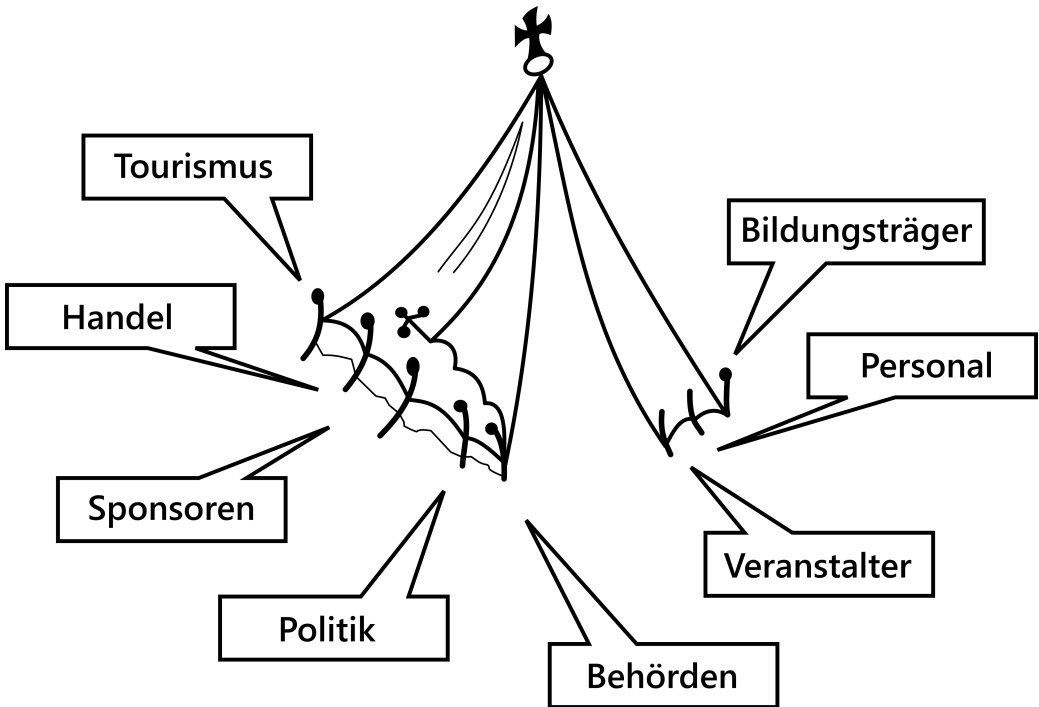 Tourismus
Bildungsträger
Handel
Personal
Sponsoren
Veranstalter
Politik
Behörden